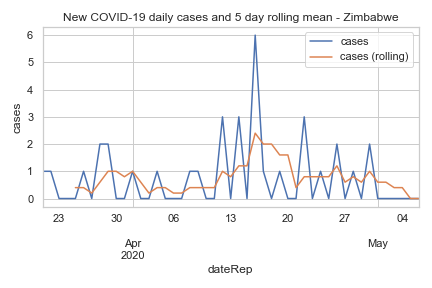 New COVID-19 daily cases and 5 day rolling mean - Zimbabwe
6
5
4
3
2
1
0
cases
cases
cases (rolling)
23 30 06 13 20 27 04
Apr May
2020
dateRep